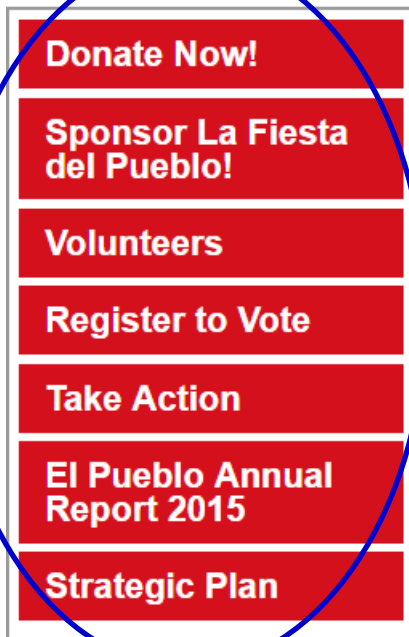 Donate Now!
Sponsor La Fiesta
del Pueblo!
Volunteers
Register to Vote
Take Action
El Pueblo Annual
Report 2015
Strategic Plan